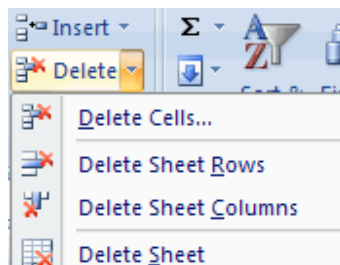 Insert Σ A
Z
Delete
Delete Cells...
Delete Sheet Rows
Delete Sheet Columns
Delete Sheet